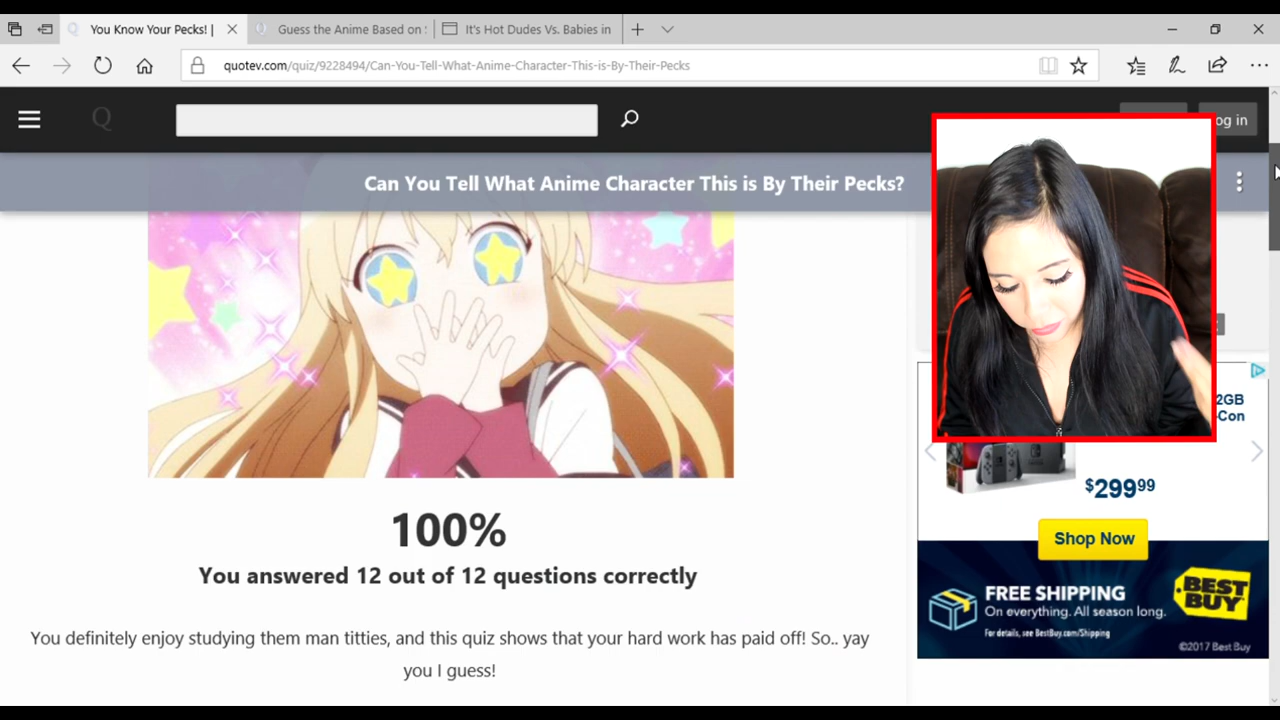 You Know Your Pecks! |
Guess the Anime Based on
It's Hot Dudes Vs. Babies in
quotev.com/quiz/9228494/Can-You-Tell-What-Anime-Character-This-is-By-Their-Pecks
Q
og in
Can You Tell What Anime Character This is By Their Pecks?
2GB
-Con
$299 99
Shop Now
100%
You answered 12 out of 12 questions correctly
FREE SHIPPING
On everything. All season long.
For details, see BestBuy.com/Shipping
BEST
BUY
©2017 Best Buy
You definitely enjoy studying them man titties, and this quiz shows that your hard work has paid off! So.. yay
you I guess!